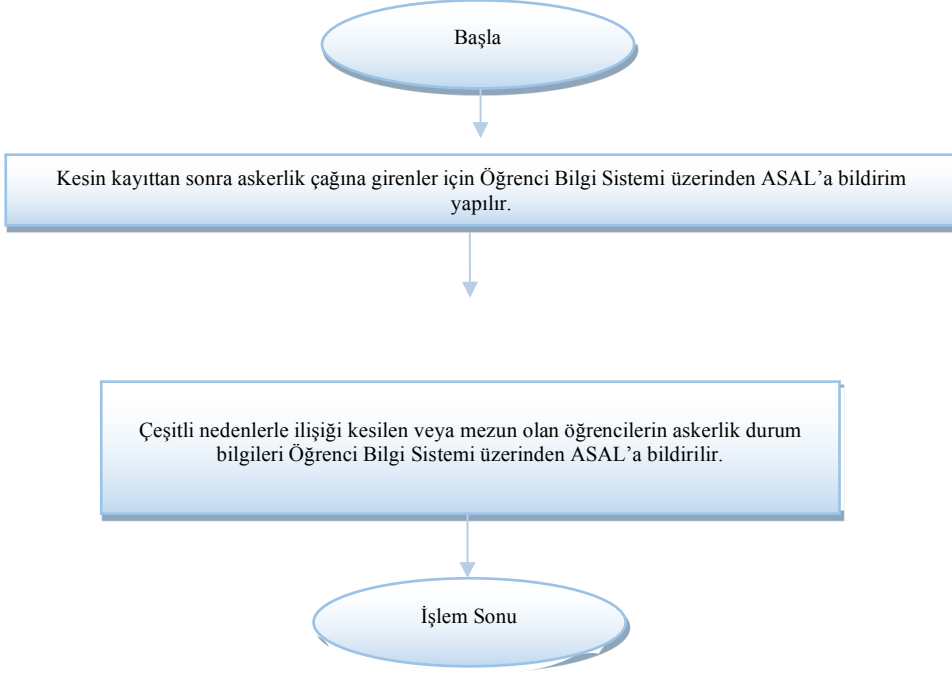 Başla
Kesin kayıttan sonra askerlik çağına girenler için Öğrenci Bilgi Sistemi üzerinden ASAL’a bildirim
yapılır.
Çeşitli nedenlerle ilişiği kesilen veya mezun olan öğrencilerin askerlik durum
bilgileri Öğrenci Bilgi Sistemi üzerinden ASAL’a bildirilir.
İşlem Sonu